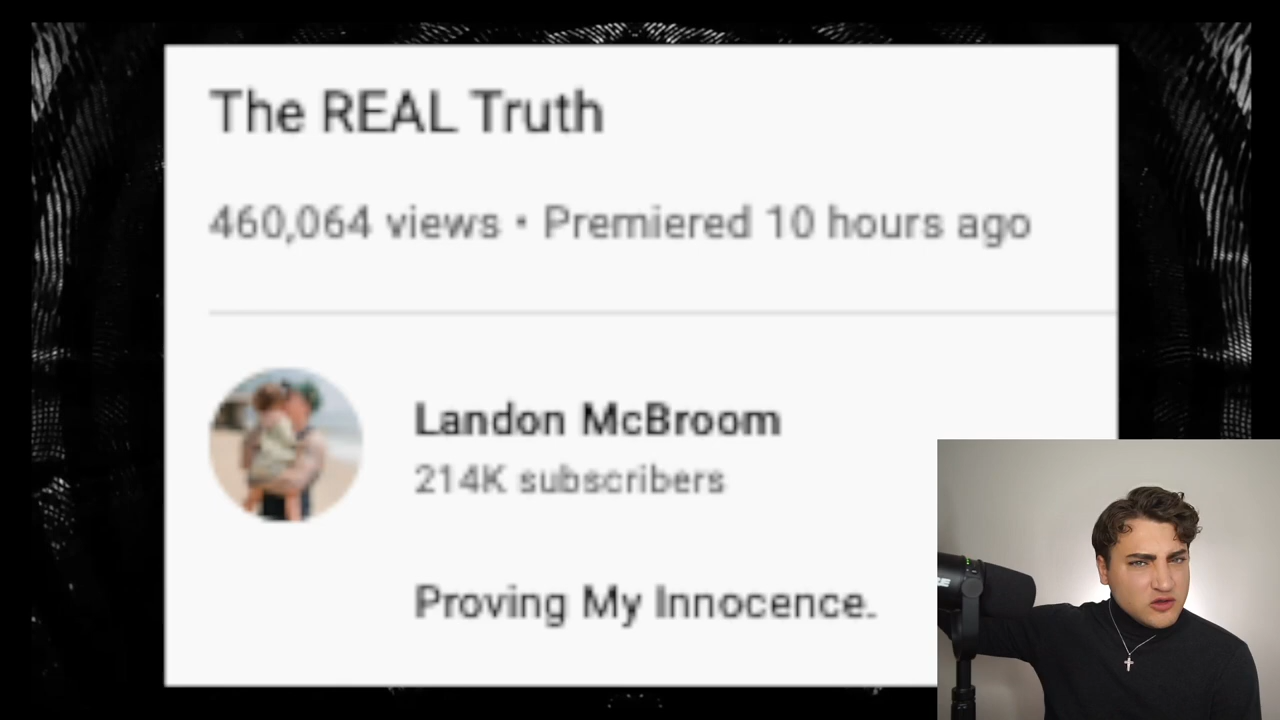 The REAL Truth
460,064 views • Premiered 10 hours ago
Landon McBroom
214K subscribers
Proving My Innocence.